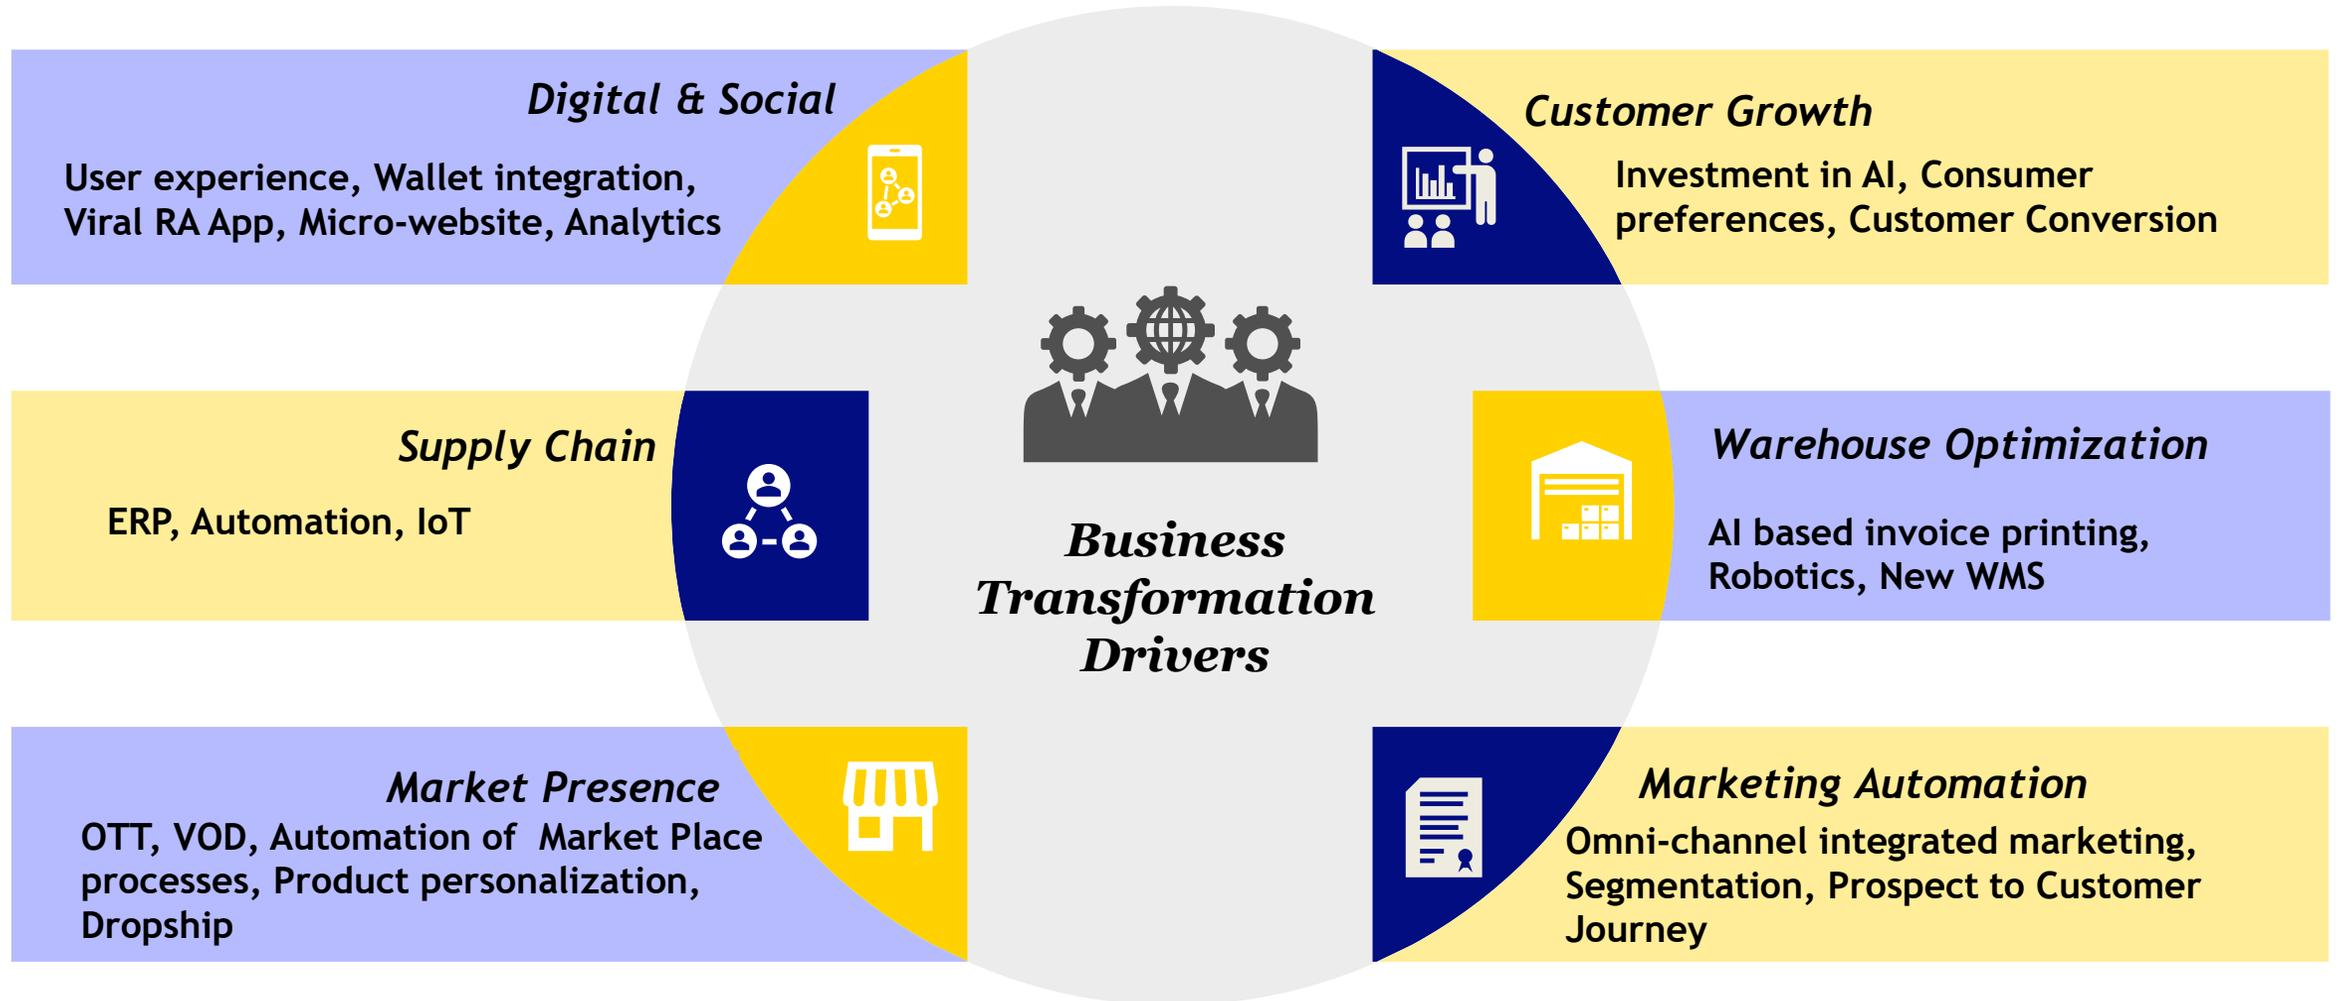 Digital & Social
User experience, Wallet integration,
Viral RA App, Micro-website, Analytics
Customer Growth
Investment in AI, Consumer
preferences, Customer Conversion
Supply Chain
ERP, Automation, IoT
Business
Transformation
Drivers
Warehouse Optimization
AI based invoice printing,
Robotics, New WMS
Market Presence
OTT, VOD, Automation of  Market Place
processes, Product personalization,
Dropship
Marketing Automation
Omni-channel integrated marketing,
Segmentation, Prospect to Customer
Journey